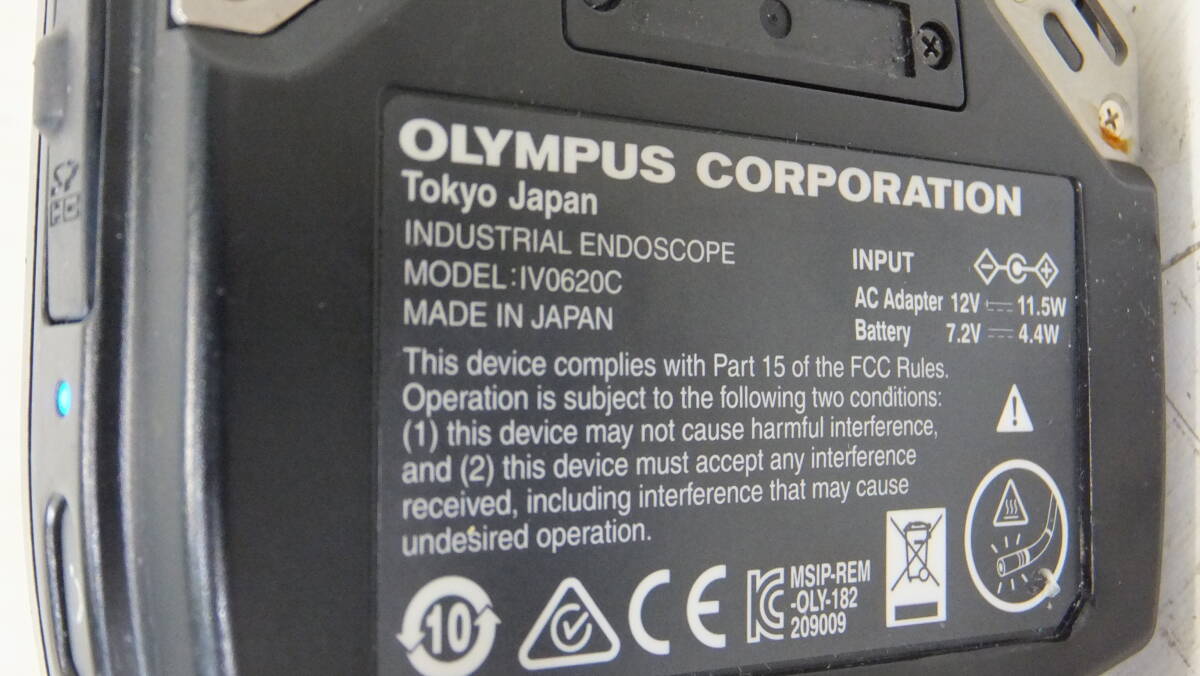 OLYMPUS CORPORATION
Tokyo Japan
INDUSTRIAL ENDOSCOPE
MODEL:IV0620C
MADE IN JAPAN
INPUT
AC Adapter 12V ⎓ 11.5W
Battery 7.2V ⎓ 4.4W
This device complies with Part 15 of the FCC Rules.
Operation is subject to the following two conditions:
(1) this device may not cause harmful interference,
and (2) this device must accept any interference
received, including interference that may cause
undesired operation.
10
CE
MSIP-REM
-OLY-182
209009